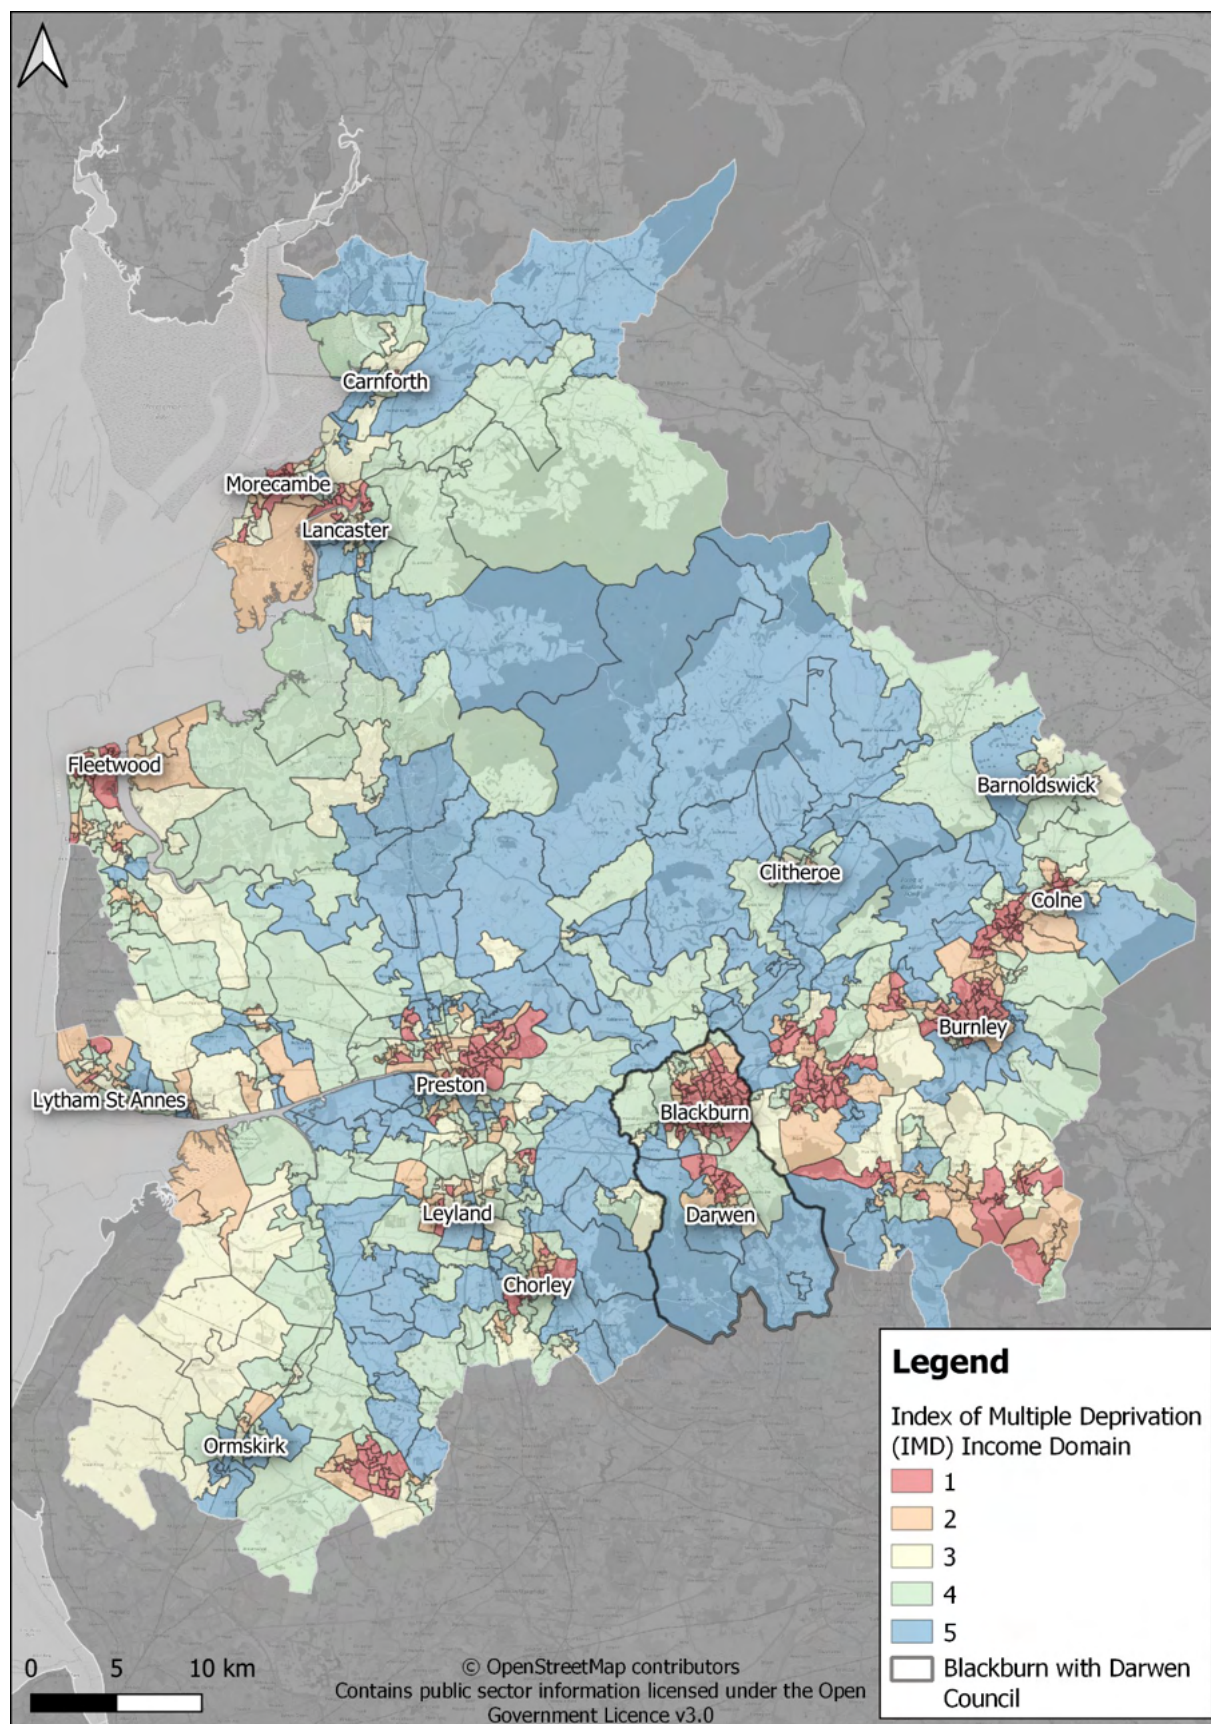 Carnforth
Morecambe
Lancaster
Fleetwood
Barnoldswick
Clitheroe
Colne
Burnley
Lytham St Annes
Preston
Blackburn
Leyland
Darwen
Chorley
Ormskirk
Legend
Index of Multiple Deprivation
(IMD) Income Domain
1
2
3
4
5
Blackburn with Darwen
Council
0 5 10 km
© OpenStreetMap contributors
Contains public sector information licensed under the Open
Government Licence v3.0